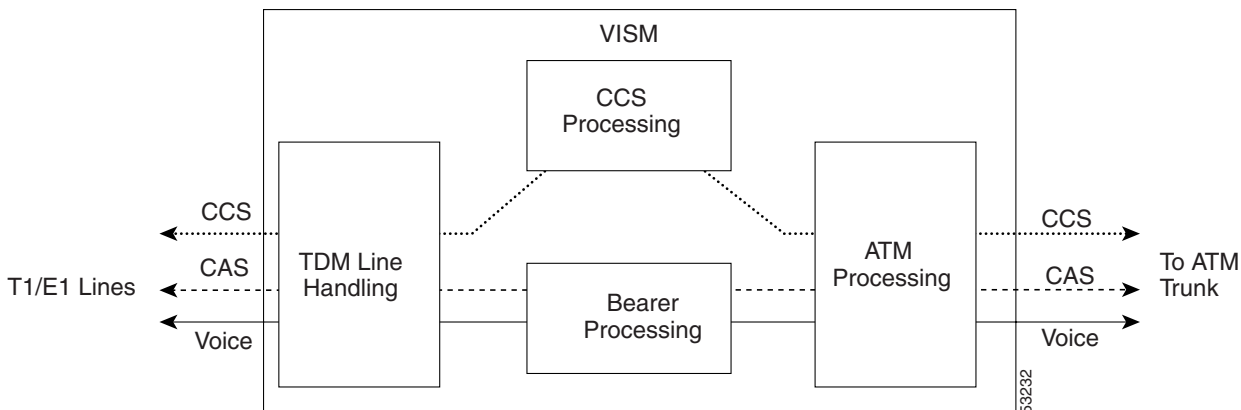 VISM
CCS
Processing
TDM Line
Handling
Bearer
Processing
ATM
Processing
T1/E1 Lines
CCS
CAS
Voice
CCS
CAS
Voice
To ATM
Trunk
53232